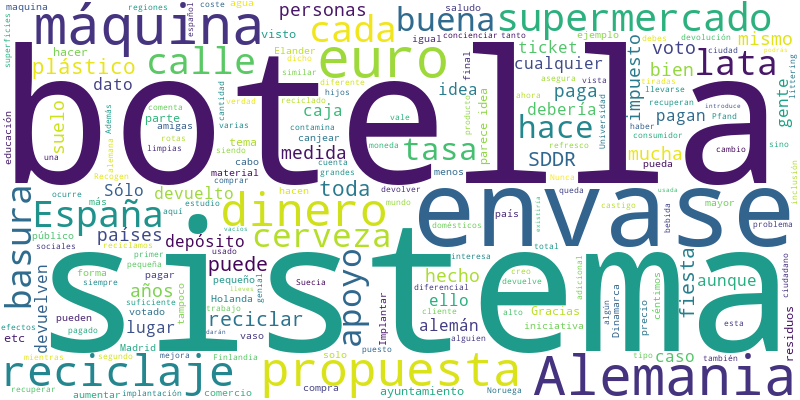 botella
sistema
envase
Alemania
propuesta
reciclaje
máquina
euro
supermercado
dinero
España
cerveza
calle
cada
buena
lata
tasa
hace
basura
apoyo
puede
toda
medida
plástico
personas
dato
suelo
idea
ticket
cualquier
paga
debería
SDDR
mucha
impuesto
pagan
bien
voto
mismo
gente
caja
países
depósito
devuelto
Sólo
años
lugar
reciclar
hecho
ello
alemán
fiesta
aunque
caso
residuos
devuelven
etc
pueden
pagar
Holanda
vaso
Gracias
iniciativa
precio
Dinamarca
céntimos
Implantar
ayuntamiento
comercio
aumentar
Madrid
Finlandia
Noruega
Suecia
compra
solo
puesto
alguien
cliente
diferencial
genial
pequeño
usado
trabajo
mejora
segundo
primer
votado
suficiente
siempre
forma
público
sociales
efectos
pagado
mientras
recuperar
implantación
tampoco
pequeña
reciclamos
vacíos
aquí
más
ocurre
una
educación
Además
Recogen
alemana
limpias
rotas
varias
amigas
parte
comenta
tema
siendo
cabo
material
comprar
hacen
estudio
canjear
contamina
vale
moneda
cuenta
grandes
devolver
menos
mundo
domésticos
país
queda
castigo
bebida
mayor
problema
ciudadano
inclusión
usada
existiría
interesa
total
creo
devuelve
alto
adicional
algún
esta
tipo
también
darán
lleves
producto
parece idea
refresco
ahora
asegura
ejemplo
vista
Universidad
recuperan
haber
consumidor
Pfand
introduce
cambio
sino
pueda
Nunca
tiradas
debes
llevarse
devolución
ciudad
concienciar
tanto
saludo
igual
final
similar
Elander
dicho
diferente
hijos
reciclado
verdad
cantidad
visto
hacer
maquina
regiones
superficies
español
coste
agua
littering
padres